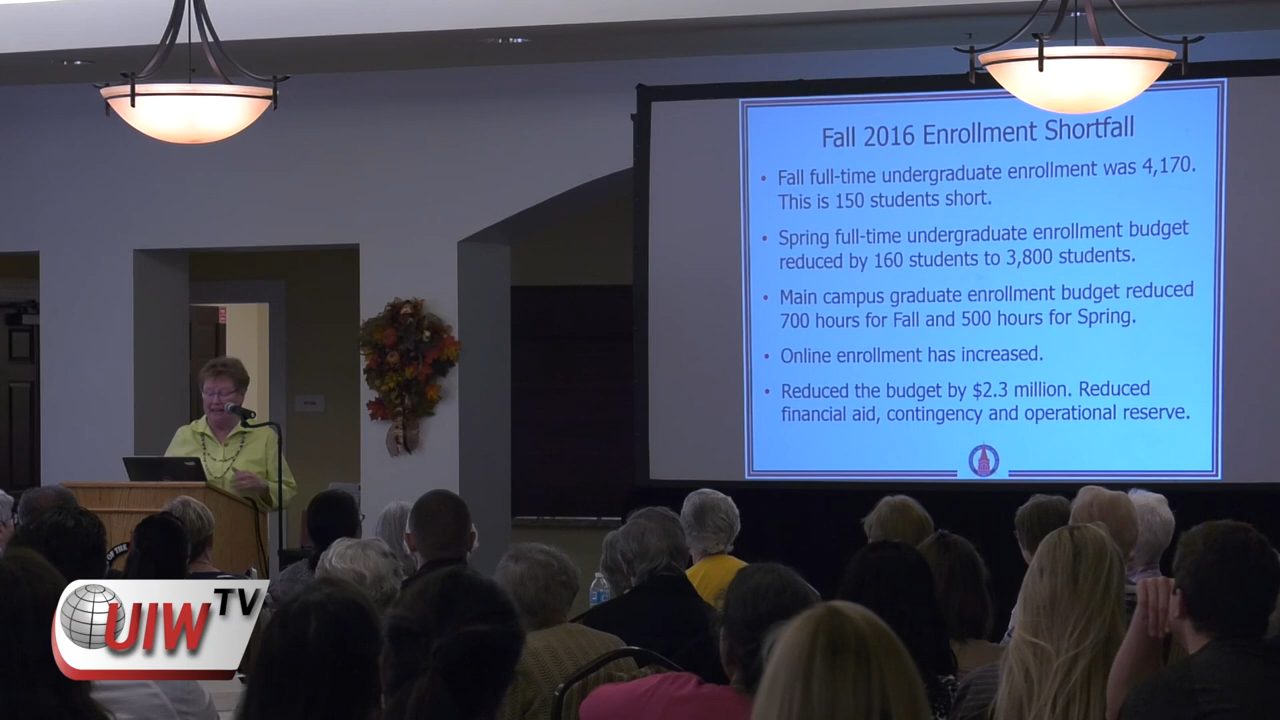 Fall 2016 Enrollment Shortfall
• Fall full-time undergraduate enrollment was 4,170.
This is 150 students short.
• Spring full-time undergraduate enrollment budget
reduced by 160 students to 3,800 students.
• Main campus graduate enrollment budget reduced
700 hours for Fall and 500 hours for Spring.
• Online enrollment has increased.
• Reduced the budget by $2.3 million. Reduced
financial aid, contingency and operational reserve.
OF THE
UIW TV